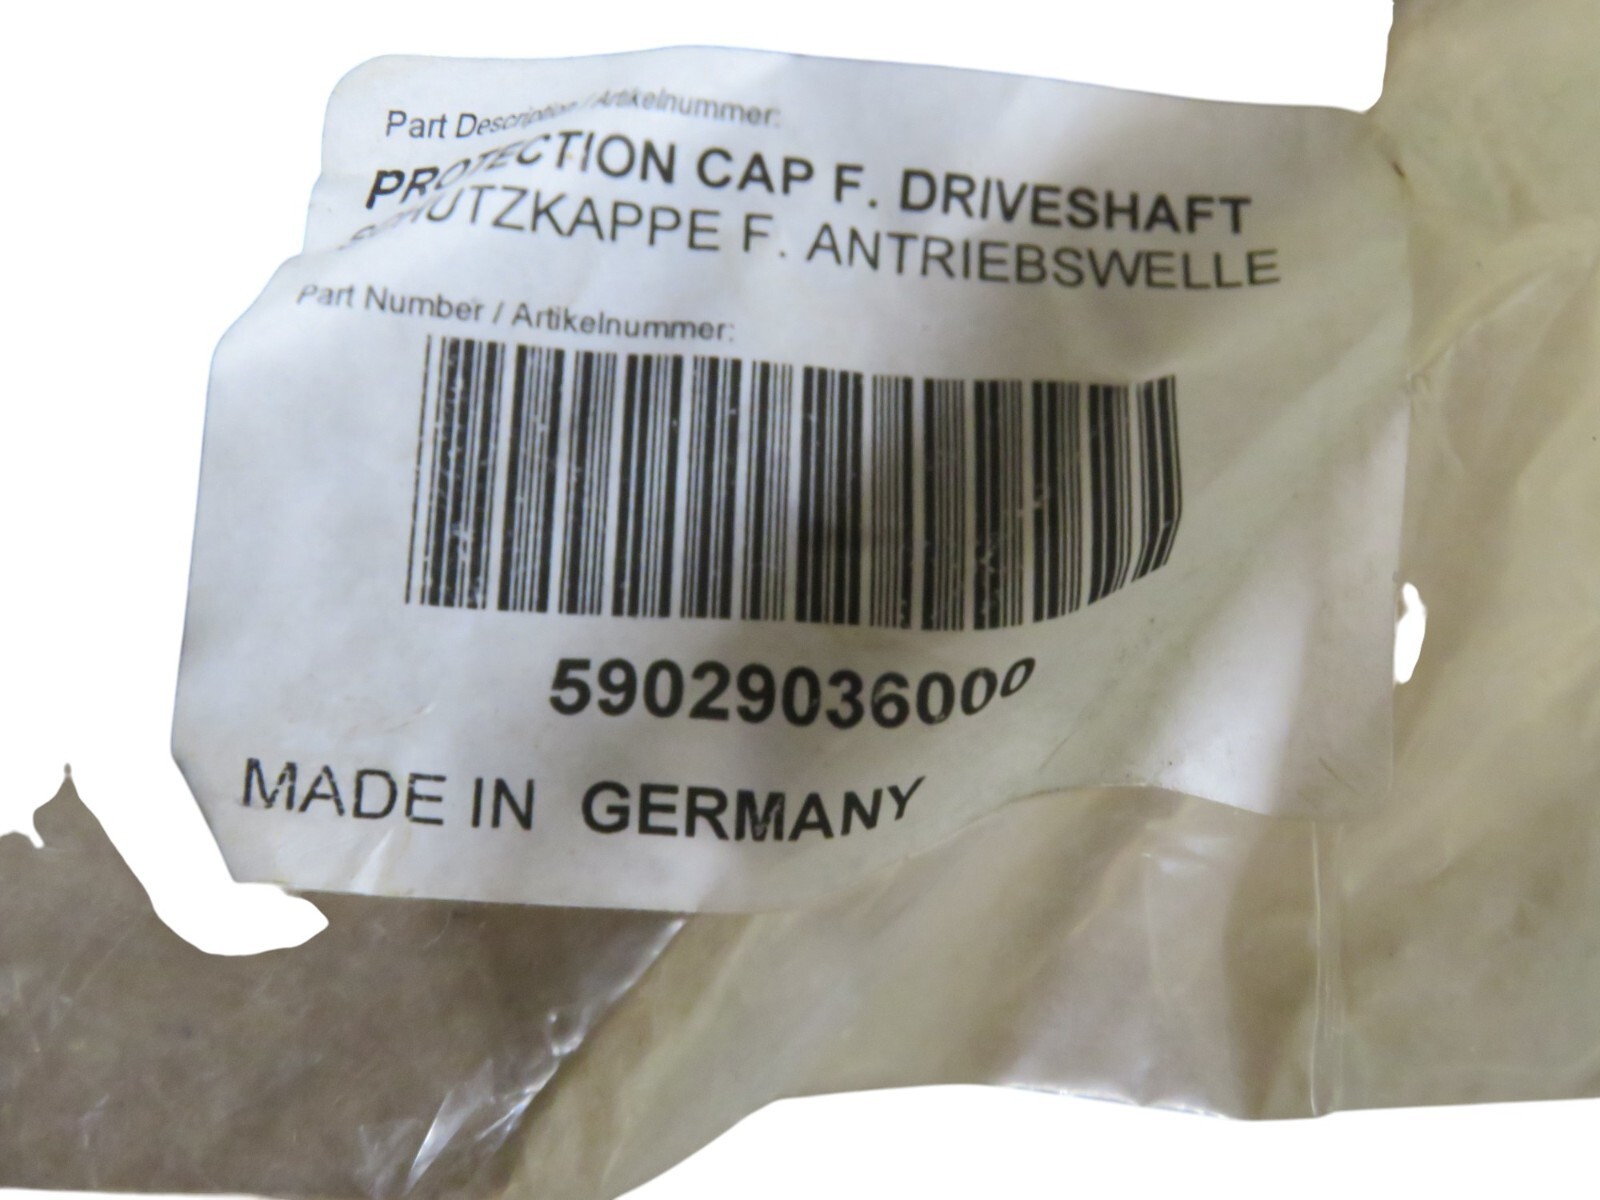 Part Description / Artikelnummer:
PROTECTION CAP F. DRIVESHAFT
SCHUTZKAPPE F. ANTRIEBSWELLE
Part Number / Artikelnummer:
59029036000
MADE IN GERMANY